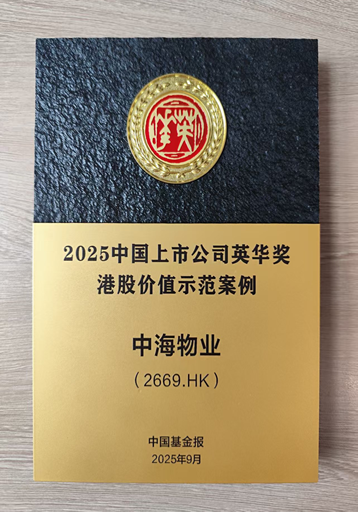 英华
2025中国上市公司英华奖
港股价值示范案例
中海物业
(2669.HK)
中国基金报
2025年9月